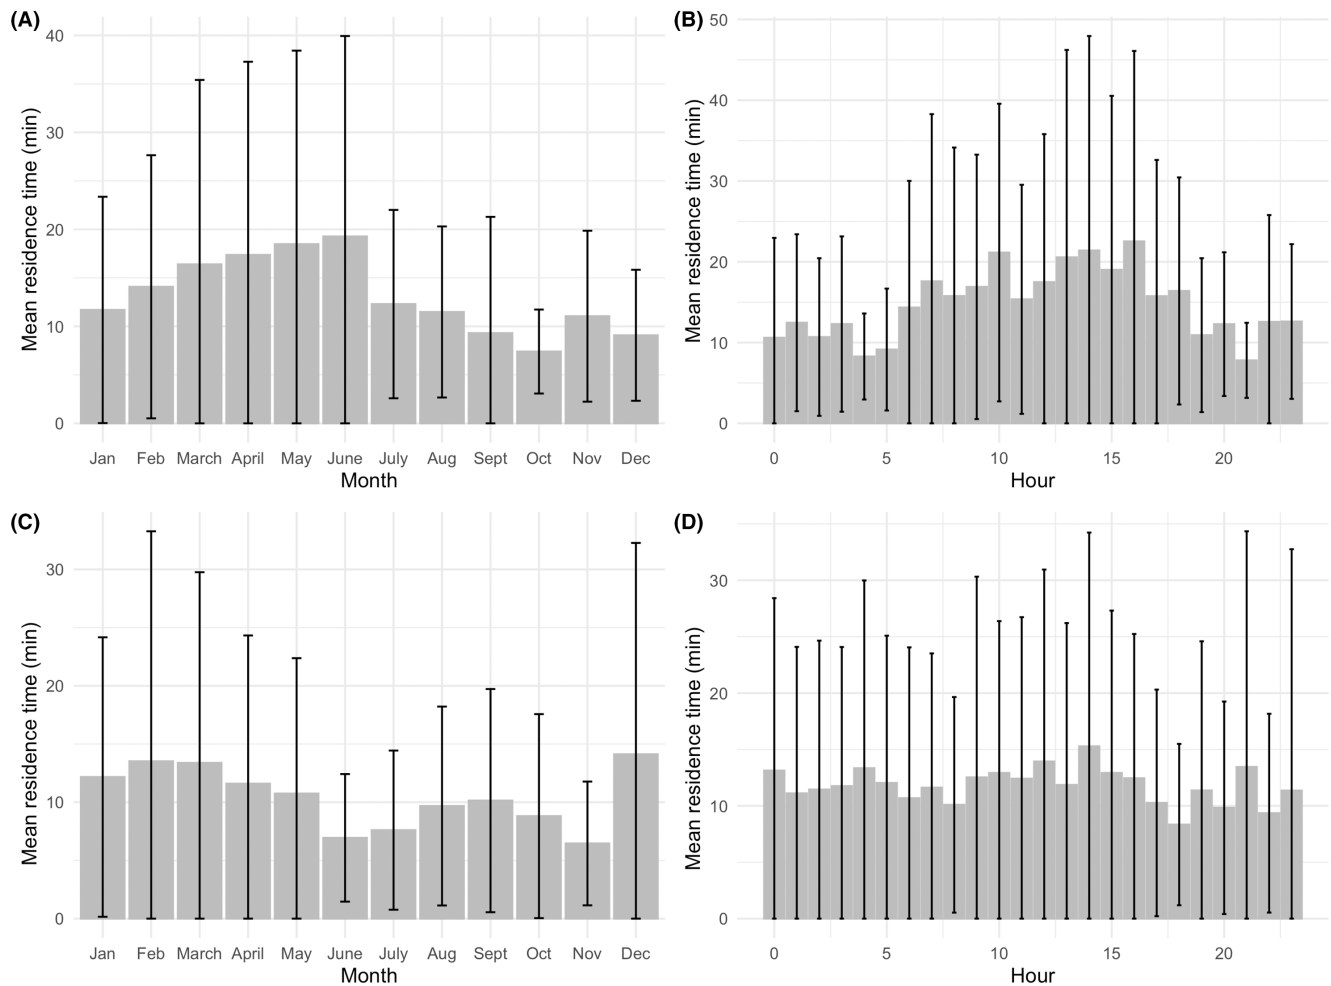 (A)
Mean residence time (min)
40
30
20
10
0
Jan Feb March April May June July Aug Sept Oct Nov Dec
Month
(B)
Mean residence time (min)
50
40
30
20
10
0
0 5 10 15 20
Hour
(C)
Mean residence time (min)
30
20
10
0
Jan Feb March April May June July Aug Sept Oct Nov Dec
Month
(D)
Mean residence time (min)
30
20
10
0
0 5 10 15 20
Hour